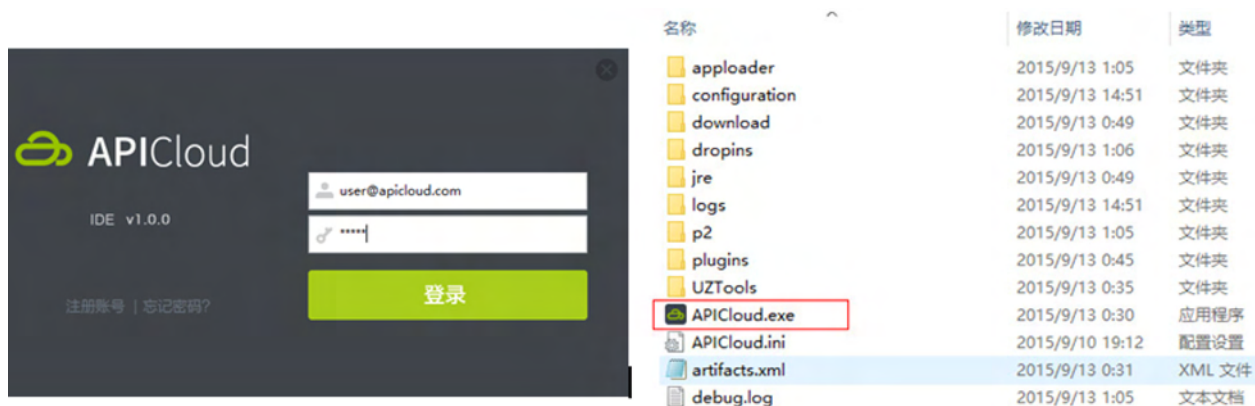 APICloud
IDE v1.0.0
user@apicloud.com
*****
登录
注册账号 | 忘记密码?
名称 修改日期 类型
apploader 2015/9/13 1:05 文件夹
configuration 2015/9/13 14:51 文件夹
download 2015/9/13 0:49 文件夹
dropins 2015/9/13 1:06 文件夹
jre 2015/9/13 0:49 文件夹
logs 2015/9/13 14:51 文件夹
p2 2015/9/13 1:05 文件夹
plugins 2015/9/13 0:45 文件夹
UZTools 2015/9/13 0:35 文件夹
APICloud.exe 2015/9/13 0:30 应用程序
APICloud.ini 2015/9/10 19:12 配置设置
artifacts.xml 2015/9/13 0:31 XML 文件
debug.log 2015/9/13 1:05 文本文档